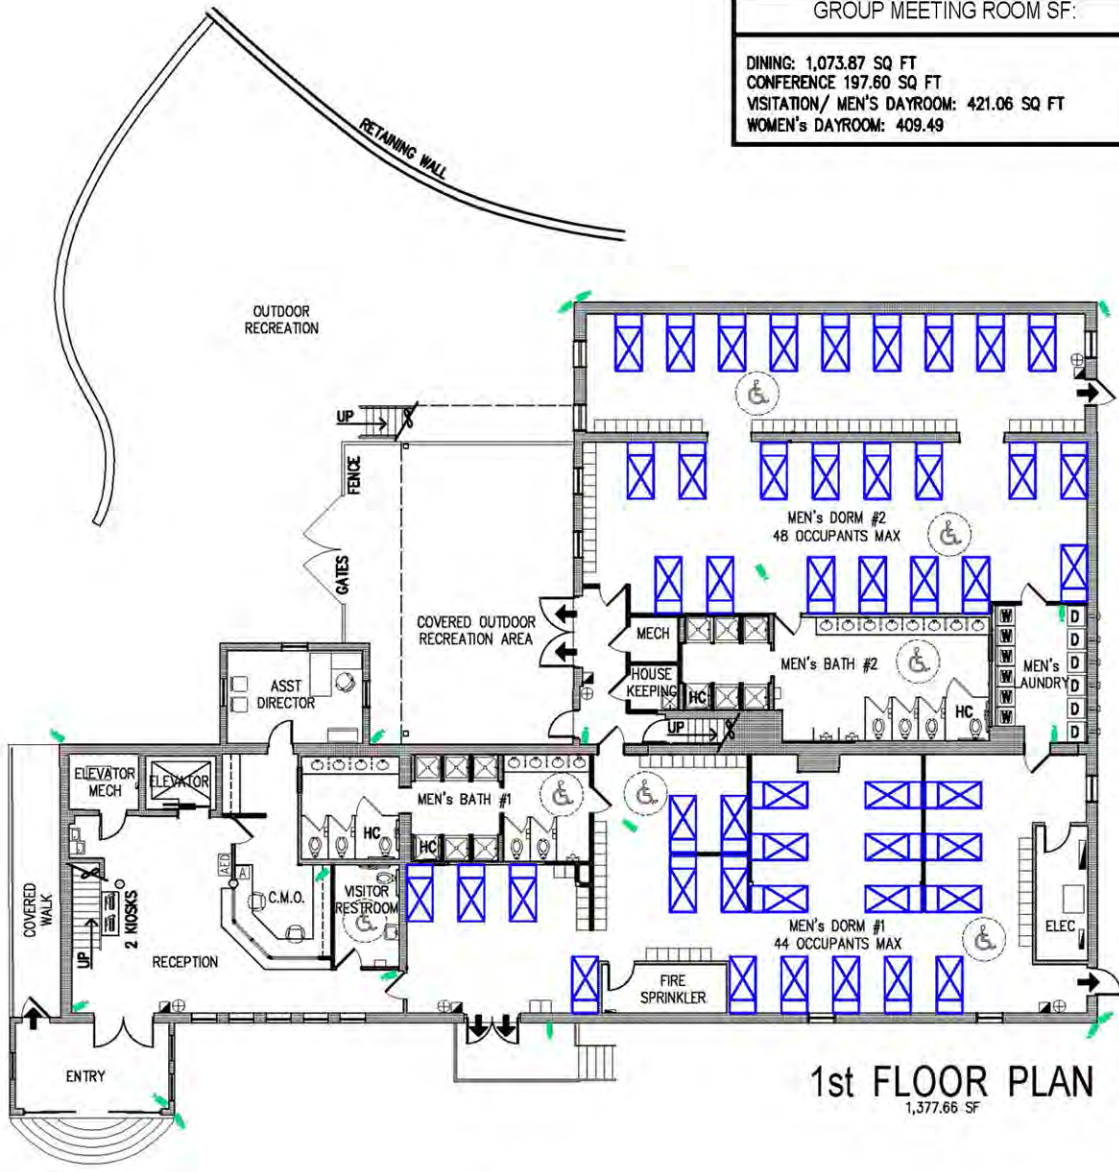 GROUP MEETING ROOM SF:
DINING: 1,073.87 SQ FT
CONFERENCE 197.60 SQ FT
VISITATION/ MEN'S DAYROOM: 421.06 SQ FT
WOMEN's DAYROOM: 409.49
RETAINING WALL
OUTDOOR
RECREATION
UP
FENCE
GATES
MEN's DORM #2
48 OCCUPANTS MAX
COVERED OUTDOOR
RECREATION AREA
MECH
HOUSE
KEEPING
HC
MEN's BATH #2
HC
W
W
W
W
W
W
D
D
D
D
D
D
MEN's
LAUNDRY
ASST
DIRECTOR
UP
ELEVATOR
MECH
ELEVATOR
MEN's BATH #1
HC
HC
AED
A
C.M.O.
VISITOR
RESTROOM
COVERED
WALK
UP
2 KIOSKS
RECEPTION
MEN's DORM #1
44 OCCUPANTS MAX
ELEC
FIRE
SPRINKLER
ENTRY
1st FLOOR PLAN
1,377.66 SF